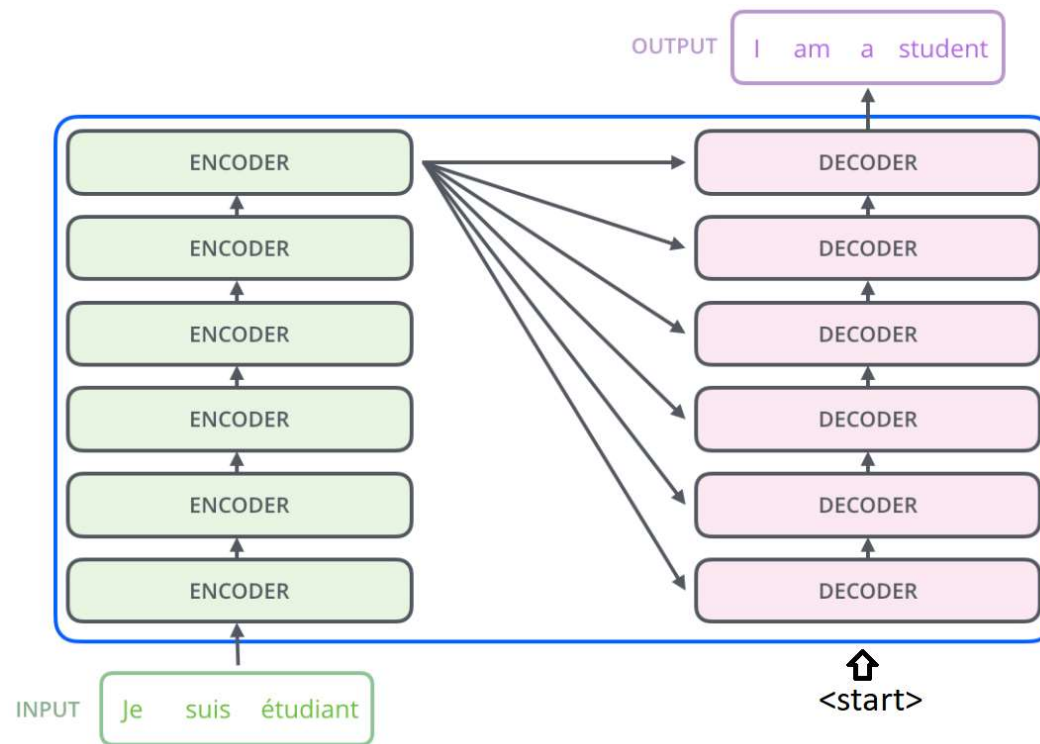 OUTPUT I am a student
ENCODER DECODER
ENCODER DECODER
ENCODER DECODER
ENCODER DECODER
ENCODER DECODER
ENCODER DECODER
INPUT Je suis étudiant
<start>